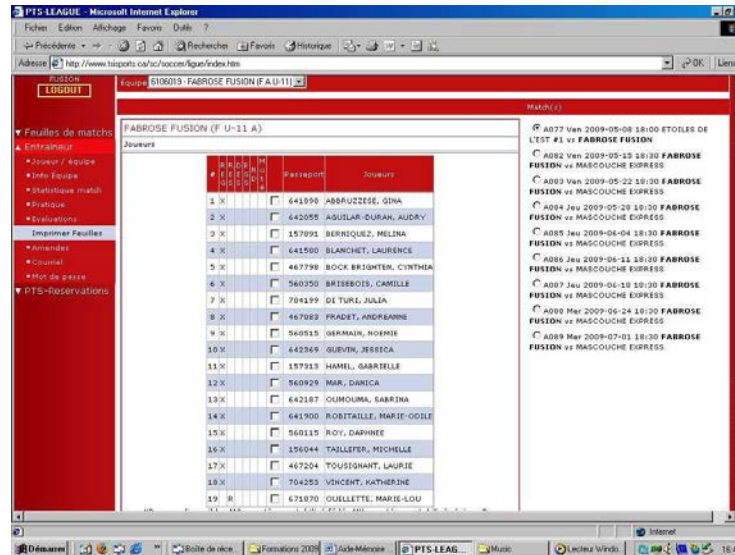 PTS-LEAGUE - Microsoft Internet Explorer
Fichier Edition Affichage Favoris Outils ?
Précédente Rechercher Favoris Historique
Adresse http://www.tsisports.ca/sc/soccer/ligue/index.htm OK Liens
FUSION
LOGOUT
Équipe 6106019 - FABROSE FUSION (F A U-11)
Match(s)
Feuilles de matchs
Entraineur
Joueur / équipe
Info Équipe
Statistique match
Pratique
Evaluations
Imprimer Feuilles
Amendes
Courriel
Mot de passe
PTS-Reservations
FABROSE FUSION (F U-11 A)
Joueurs
# Passeport Joueurs
1 X 641890 ABBRUZZESE, GINA
2 X 642055 AGUILAR-DURAN, AUDRY
3 X 157891 BERNIQUEZ, MELINA
4 X 641580 BLANCHET, LAURENCE
5 X 467798 BOCK BRIGHTEN, CYNTHIA
6 X 560350 BRISEBOIS, CAMILLE
7 X 704199 DI TURI, JULIA
8 X 467083 FRADET, ANDREANNE
9 X 560515 GERMAIN, NOEMIE
10 X 642369 GUEVIN, JESSICA
11 X 157313 HAMEL, GABRIELLE
12 X 560929 MAR, DANICA
13 X 642187 OUMOUMA, SABRINA
14 X 641900 ROBITAILLE, MARIE-ODILE
15 X 560115 ROY, DAPHNEE
16 X 156044 TAILLEFER, MICHELLE
17 X 467204 TOUSIGNANT, LAURIE
18 X 704253 VINCENT, KATHERINE
19 R 671870 OUELLETTE, MARIE-LOU
A077 Ven 2009-05-08 18:00 ETOILES DE
L'EST #1 vs FABROSE FUSION
A082 Ven 2009-05-15 18:30 FABROSE
FUSION vs MASCOUCHE EXPRESS
A083 Ven 2009-05-22 18:30 FABROSE
FUSION vs MASCOUCHE EXPRESS
A084 Jeu 2009-05-28 18:30 FABROSE
FUSION vs MASCOUCHE EXPRESS
A085 Jeu 2009-06-04 18:30 FABROSE
FUSION vs MASCOUCHE EXPRESS
A086 Jeu 2009-06-11 18:30 FABROSE
FUSION vs MASCOUCHE EXPRESS
A087 Jeu 2009-06-18 18:30 FABROSE
FUSION vs MASCOUCHE EXPRESS
A088 Mer 2009-06-24 18:30 FABROSE
FUSION vs MASCOUCHE EXPRESS
A089 Mer 2009-07-01 18:30 FABROSE
FUSION vs MASCOUCHE EXPRESS
Internet
Démarrer Boîte de réce... Formations 2009 Aide-Mémoire... PTS-LEAG... Music Lecteur Windo...